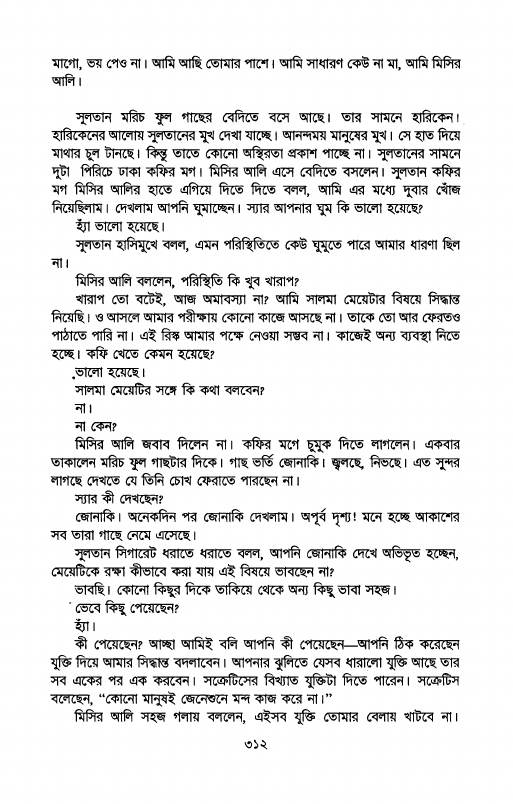 মাগো, ভয় পেও না। আমি আছি তোমার পাশে। আমি সাধারণ কেউ না মা, আমি মিসির
আলি।
সুলতান মরিচ ফুল গাছের বেদিতে বসে আছে। তার সামনে হারিকেন।
হারিকেনের আলোয় সুলতানের মুখ দেখা যাচ্ছে। আনন্দময় মানুষের মুখ। সে হাত দিয়ে
মাথার চুল টানছে। কিন্তু তাতে কোনো অস্থিরতা প্রকাশ পাচ্ছে না। সুলতানের সামনে
দুটা পিরিচে ঢাকা কফির মগ। মিসির আলি এসে বেদিতে বসলেন। সুলতান কফির
মগ মিসির আলির হাতে এগিয়ে দিতে দিতে বলল, আমি এর মধ্যে দুবার খোঁজ
নিয়েছিলাম। দেখলাম আপনি ঘুমাচ্ছেন। স্যার আপনার ঘুম কি ভালো হয়েছে?
হ্যাঁ ভালো হয়েছে।
সুলতান হাসিমুখে বলল, এমন পরিস্থিতিতে কেউ ঘুমুতে পারে আমার ধারণা ছিল
না।
মিসির আলি বললেন, পরিস্থিতি কি খুব খারাপ?
খারাপ তো বটেই, আজ অমাবস্যা না? আমি সালমা মেয়েটার বিষয়ে সিদ্ধান্ত
নিয়েছি। ও আসলে আমার পরীক্ষায় কোনো কাজে আসছে না। তাকে তো আর ফেরতও
পাঠাতে পারি না। এই রিস্ক আমার পক্ষে নেওয়া সম্ভব না। কাজেই অন্য ব্যবস্থা নিতে
হচ্ছে। কফি খেতে কেমন হয়েছে?
ভালো হয়েছে।
সালমা মেয়েটির সঙ্গে কি কথা বলবেন?
না।
না কেন?
মিসির আলি জবাব দিলেন না। কফির মগে চুমুক দিতে লাগলেন। একবার
তাকালেন মরিচ ফুল গাছটার দিকে। গাছ ভর্তি জোনাকি। জ্বলছে, নিভছে। এত সুন্দর
লাগছে দেখতে যে তিনি চোখ ফেরাতে পারছেন না।
স্যার কী দেখছেন?
জোনাকি। অনেকদিন পর জোনাকি দেখলাম। অপূর্ব দৃশ্য! মনে হচ্ছে আকাশের
সব তারা গাছে নেমে এসেছে।
সুলতান সিগারেট ধরাতে ধরাতে বলল, আপনি জোনাকি দেখে অভিভূত হচ্ছেন,
মেয়েটিকে রক্ষা কীভাবে করা যায় এই বিষয়ে ভাবছেন না?
ভাবছি। কোনো কিছুর দিকে তাকিয়ে থেকে অন্য কিছু ভাবা সহজ।
ভেবে কিছু পেয়েছেন?
হ্যাঁ।
কী পেয়েছেন? আচ্ছা আমিই বলি আপনি কী পেয়েছেন—আপনি ঠিক করেছেন
যুক্তি দিয়ে আমার সিদ্ধান্ত বদলাবেন। আপনার ঝুলিতে যেসব ধারালো যুক্তি আছে তার
সব একের পর এক করবেন। সক্রেটিসের বিখ্যাত যুক্তিটা দিতে পারেন। সক্রেটিস
বলেছেন, “কোনো মানুষই জেনেশুনে মন্দ কাজ করে না।”
মিসির আলি সহজ গলায় বললেন, এইসব যুক্তি তোমার বেলায় খাটবে না।
৩১২